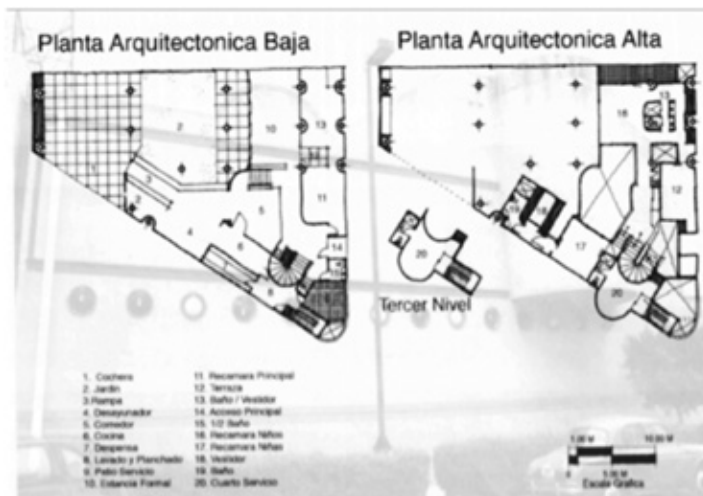 Planta Arquitectonica Baja
Planta Arquitectonica Alta
Tercer Nivel
1. Cochera
2. Jardin
3. Rampa
4. Desayunador
5. Comedor
6. Cocina
7. Despensa
8. Lavado y Planchado
9. Patio Servicio
10. Estancia Formal
11. Recamara Principal
12. Terraza
13. Baño / Vestidor
14. Acceso Principal
15. 1/2 Baño
16. Recamara Niños
17. Recamara Niñas
18. Vestidor
19. Baño
20. Cuarto Servicio
5.00 M
Escala Grafica